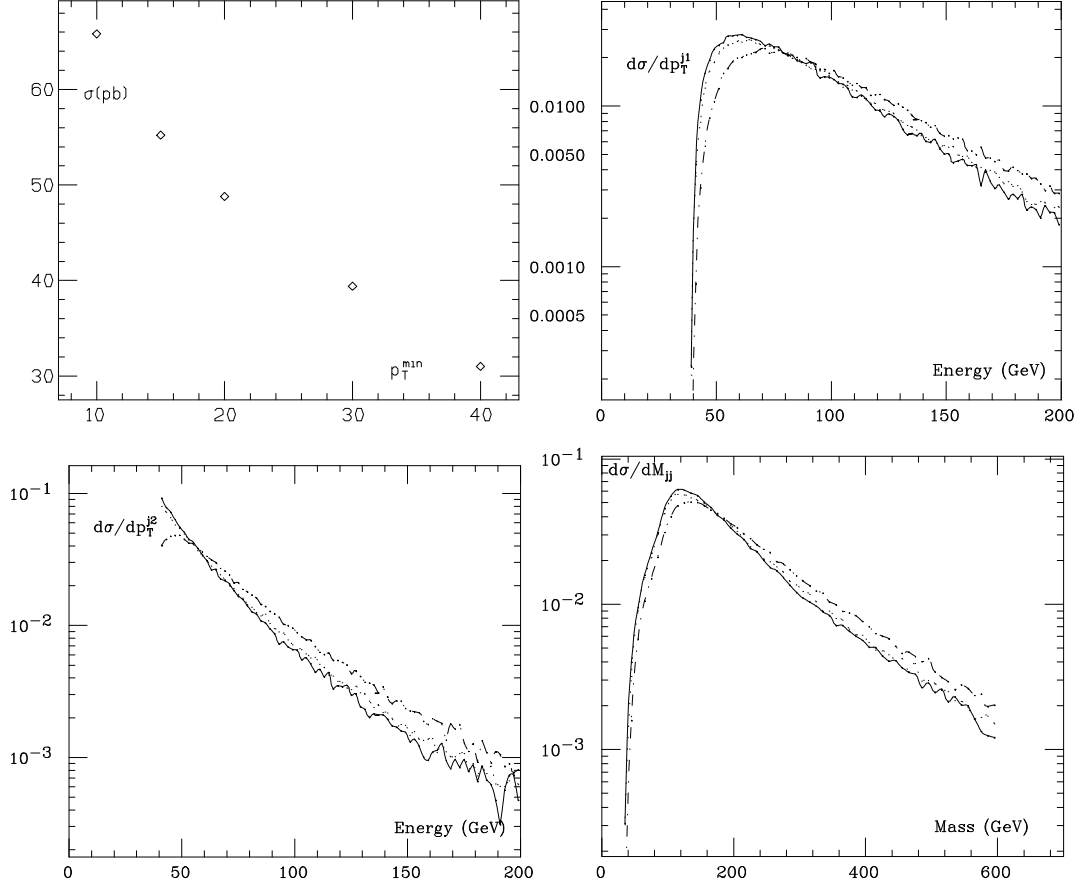 60
σ(pb)
50
40
30
p_T^min
10 20 30 40
dσ/dp_T^j1
0.0100
0.0050
0.0010
0.0005
Energy (GeV)
0 50 100 150 200
10^-1
dσ/dp_T^j2
10^-2
10^-3
Energy (GeV)
0 50 100 150 200
10^-1
dσ/dM_jj
10^-2
10^-3
Mass (GeV)
0 200 400 600